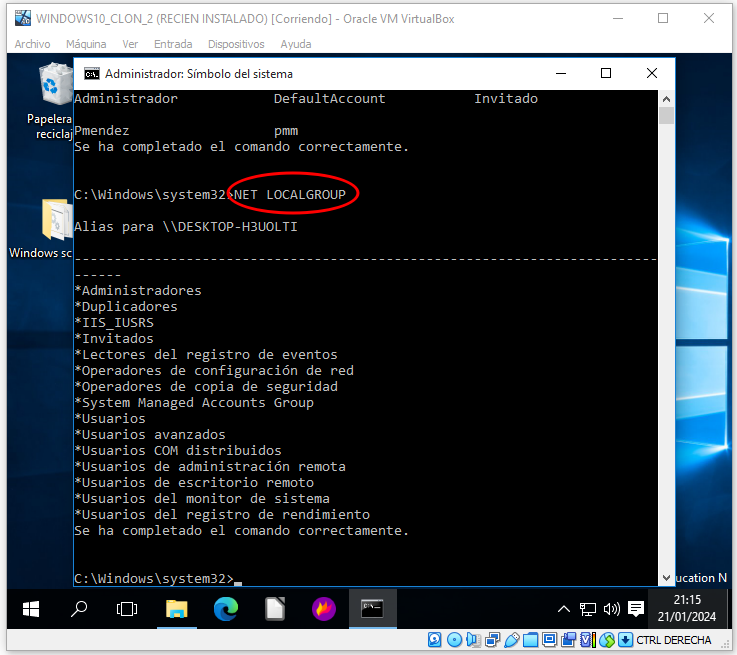 WINDOWS10_CLON_2 (RECIEN INSTALADO) [Corriendo] - Oracle VM VirtualBox
Archivo Máquina Ver Entrada Dispositivos Ayuda
Papelera
reciclaj
Windows sc
Administrador: Símbolo del sistema
Administrador DefaultAccount Invitado
Pmendez pmm
Se ha completado el comando correctamente.
C:\Windows\system32>NET LOCALGROUP
Alias para \\DESKTOP-H3UOLTI
-------------------------------------------------------------------------
------
*Administradores
*Duplicadores
*IIS_IUSRS
*Invitados
*Lectores del registro de eventos
*Operadores de configuración de red
*Operadores de copia de seguridad
*System Managed Accounts Group
*Usuarios
*Usuarios avanzados
*Usuarios COM distribuidos
*Usuarios de administración remota
*Usuarios de escritorio remoto
*Usuarios del monitor de sistema
*Usuarios del registro de rendimiento
Se ha completado el comando correctamente.
C:\Windows\system32>
ucation N
21:15
21/01/2024
CTRL DERECHA